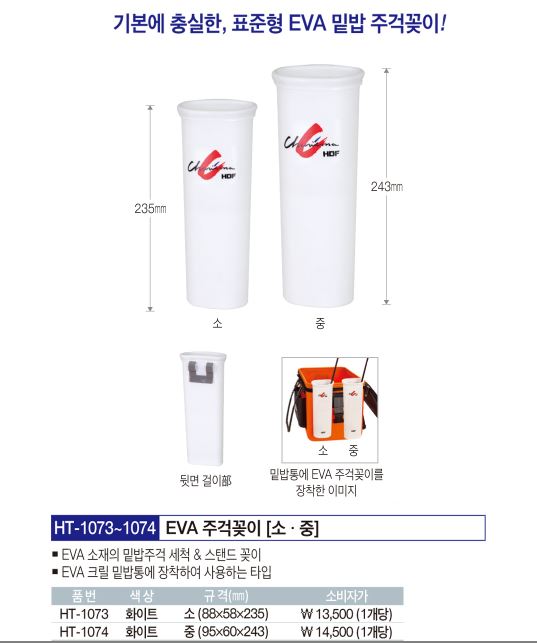 기본에 충실한, 표준형 EVA 밑밥 주걱꽂이!
Charisma
HDF
Charisma
HDF
235mm
243mm
소
중
소
중
뒷면 걸이部
밑밥통에 EVA 주걱꽂이를
장착한 이미지
HT-1073~1074 EVA 주걱꽂이 [소 · 중]
■ EVA 소재의 밑밥주걱 세척 & 스탠드 꽂이
■ EVA 크릴 밑밥통에 장착하여 사용하는 타입
품 번 색 상 규 격(mm) 소비자가
HT-1073 화이트 소 (88×58×235) ₩ 13,500 (1개당)
HT-1074 화이트 중 (95×60×243) ₩ 14,500 (1개당)